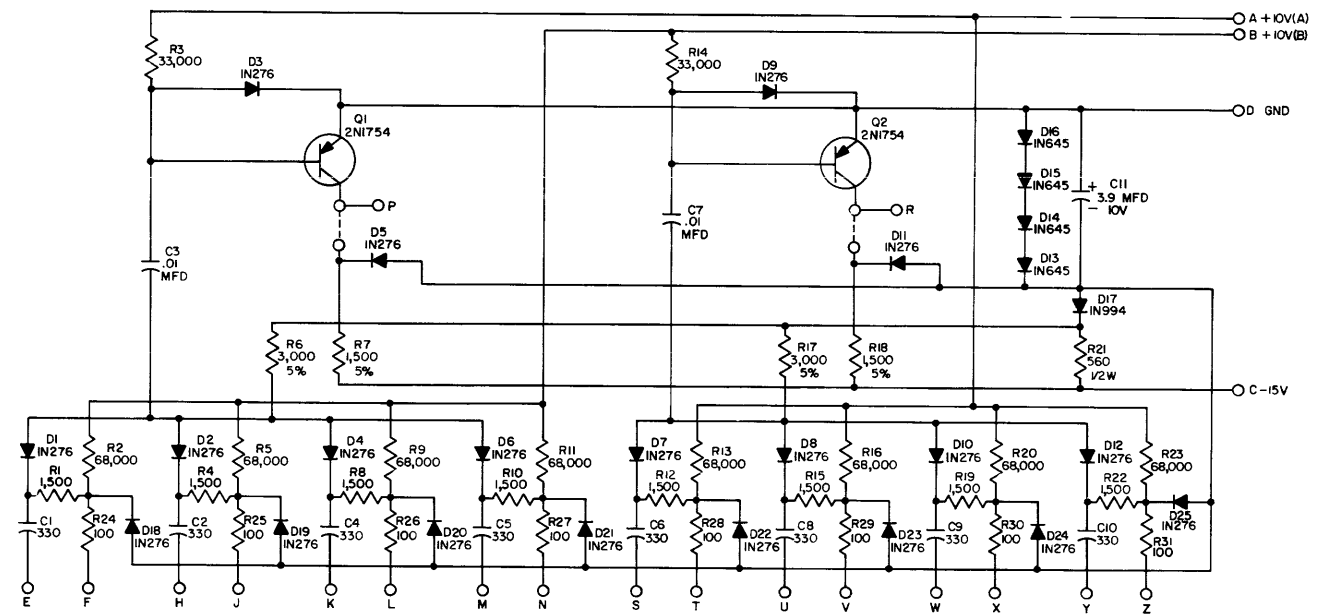 A +10V(A)
B +10V(B)
R3
33,000
D3
IN276
R14
33,000
D9
IN276
D GND
Q1
2N1754
Q2
2N1754
D16
IN645
D15
IN645
D14
IN645
D13
IN645
+ C11
3.9 MFD
– 10V
P
R
C3
.01
MFD
D5
IN276
C7
.01
MFD
D11
IN276
D17
IN994
R6
3,000
5%
R7
1,500
5%
R17
3,000
5%
R18
1,500
5%
R21
560
1/2W
C -15V
D1
IN276
R1
1,500
R2
68,000
C1
330
R24
100
D18
IN276
D2
IN276
R4
1,500
R5
68,000
C2
330
R25
100
D19
IN276
D4
IN276
R8
1,500
R9
68,000
C4
330
R26
100
D20
IN276
D6
IN276
R10
1,500
R11
68,000
C5
330
R27
100
D21
IN276
D7
IN276
R12
1,500
R13
68,000
C6
330
R28
100
D22
IN276
D8
IN276
R15
1,500
R16
68,000
C8
330
R29
100
D23
IN276
D10
IN276
R19
1,500
R20
68,000
C9
330
R30
100
D24
IN276
D12
IN276
R22
1,500
R23
68,000
C10
330
D25
IN276
R31
100
E F H J K L M N S T U V W X Y Z